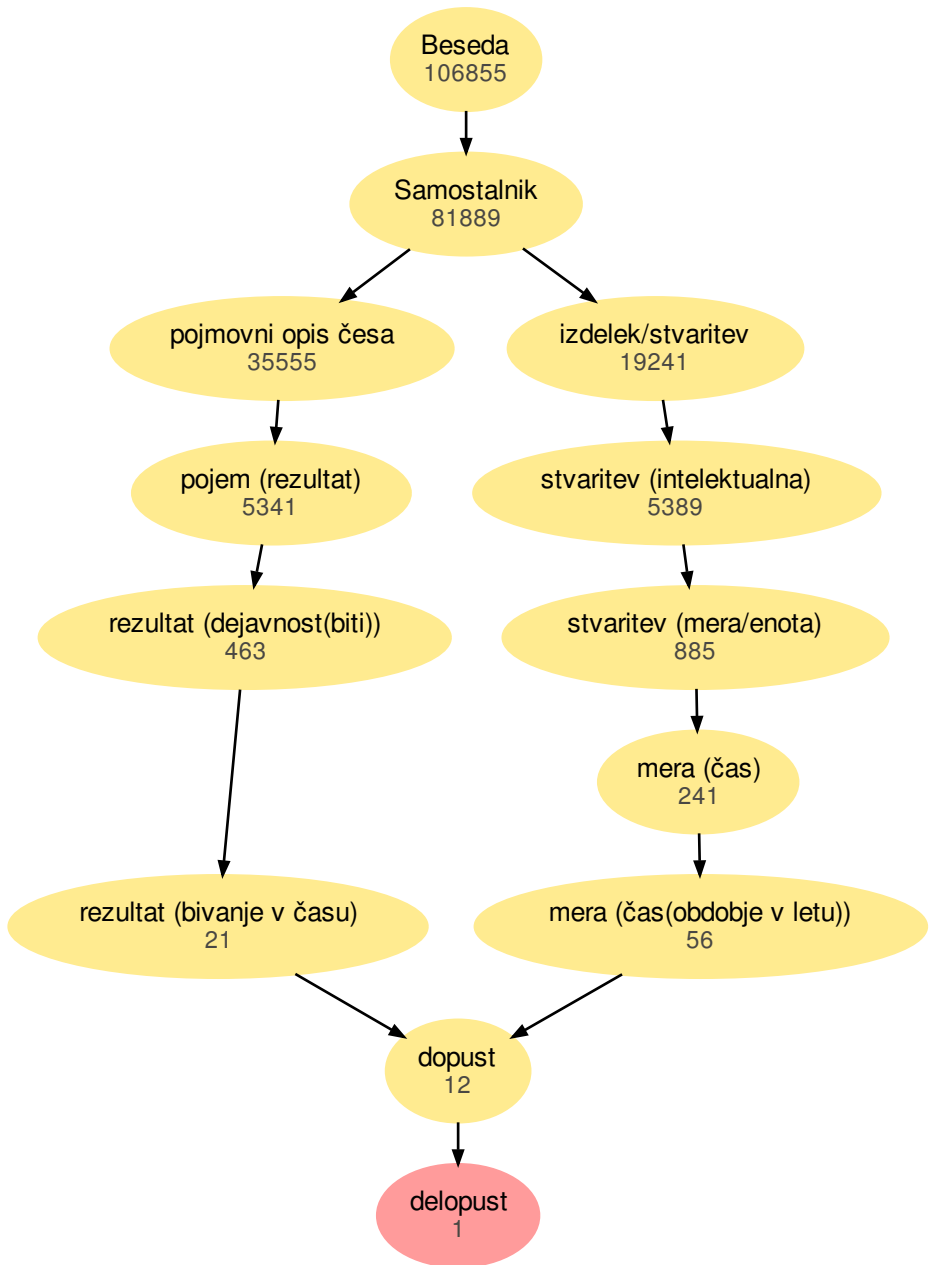 Beseda
106855
Samostalnik
81889
pojmovni opis česa
35555
izdelek/stvaritev
19241
pojem (rezultat)
5341
stvaritev (intelektualna)
5389
rezultat (dejavnost(biti))
463
stvaritev (mera/enota)
885
mera (čas)
241
rezultat (bivanje v času)
21
mera (čas(obdobje v letu))
56
dopust
12
delopust
1